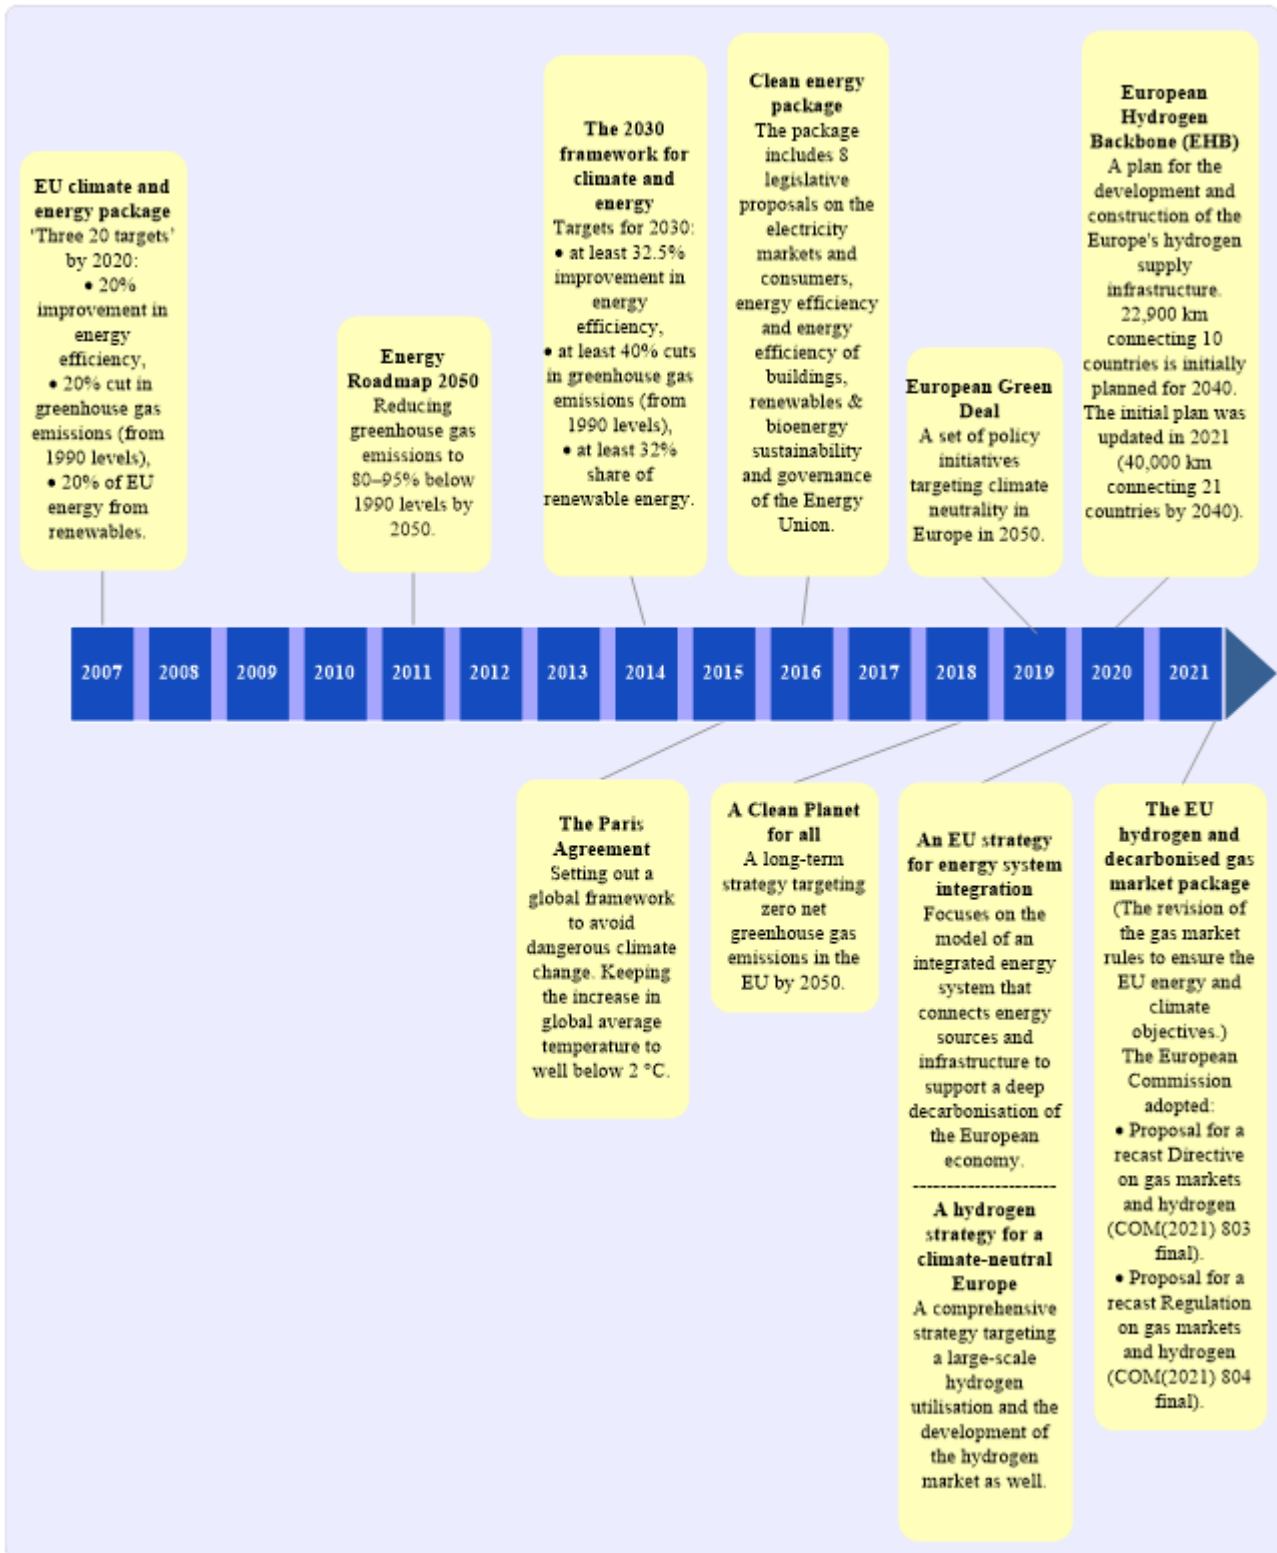 EU climate and
energy package
'Three 20 targets'
by 2020:
• 20%
improvement in
energy
efficiency,
• 20% cut in
greenhouse gas
emissions (from
1990 levels),
• 20% of EU
energy from
renewables.
Energy
Roadmap 2050
Reducing
greenhouse gas
emissions to
80–95% below
1990 levels by
2050.
The 2030
framework for
climate and
energy
Targets for 2030:
• at least 32.5%
improvement in
energy
efficiency,
• at least 40% cuts
in greenhouse gas
emissions (from
1990 levels),
• at least 32%
share of
renewable energy.
Clean energy
package
The package
includes 8
legislative
proposals on the
electricity
markets and
consumers,
energy efficiency
and energy
efficiency of
buildings,
renewables &
bioenergy
sustainability
and governance
of the Energy
Union.
European Green
Deal
A set of policy
initiatives
targeting climate
neutrality in
Europe in 2050.
European
Hydrogen
Backbone (EHB)
A plan for the
development and
construction of the
Europe's hydrogen
supply
infrastructure.
22,900 km
connecting 10
countries is initially
planned for 2040.
The initial plan was
updated in 2021
(40,000 km
connecting 21
countries by 2040).
2007 2008 2009 2010 2011 2012 2013 2014 2015 2016 2017 2018 2019 2020 2021
The Paris
Agreement
Setting out a
global framework
to avoid
dangerous climate
change. Keeping
the increase in
global average
temperature to
well below 2 °C.
A Clean Planet
for all
A long-term
strategy targeting
zero net
greenhouse gas
emissions in the
EU by 2050.
An EU strategy
for energy system
integration
Focuses on the
model of an
integrated energy
system that
connects energy
sources and
infrastructure to
support a deep
decarbonisation of
the European
economy.
---------------------
A hydrogen
strategy for a
climate-neutral
Europe
A comprehensive
strategy targeting
a large-scale
hydrogen
utilisation and the
development of
the hydrogen
market as well.
The EU
hydrogen and
decarbonised gas
market package
(The revision of
the gas market
rules to ensure the
EU energy and
climate
objectives.)
The European
Commission
adopted:
• Proposal for a
recast Directive
on gas markets
and hydrogen
(COM(2021) 803
final).
• Proposal for a
recast Regulation
on gas markets
and hydrogen
(COM(2021) 804
final).